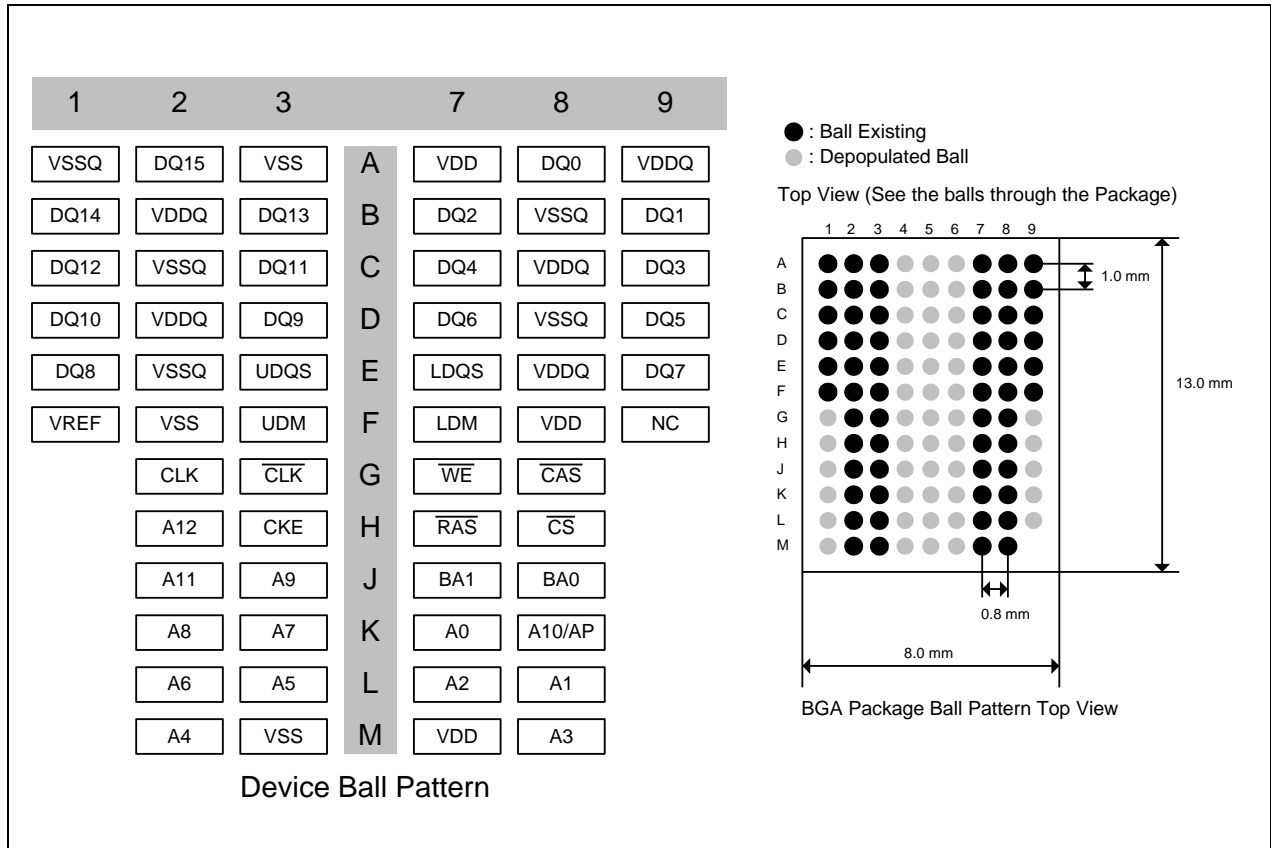 1 2 3 7 8 9
VSSQ DQ15 VSS A VDD DQ0 VDDQ
DQ14 VDDQ DQ13 B DQ2 VSSQ DQ1
DQ12 VSSQ DQ11 C DQ4 VDDQ DQ3
DQ10 VDDQ DQ9 D DQ6 VSSQ DQ5
DQ8 VSSQ UDQS E LDQS VDDQ DQ7
VREF VSS UDM F LDM VDD NC
CLK C̅L̅K̅ G W̅E̅ C̅A̅S̅
A12 CKE H R̅A̅S̅ C̅S̅
A11 A9 J BA1 BA0
A8 A7 K A0 A10/AP
A6 A5 L A2 A1
A4 VSS M VDD A3
Device Ball Pattern
: Ball Existing
: Depopulated Ball
Top View (See the balls through the Package)
1 2 3 4 5 6 7 8 9
A
B
C
D
E
F
G
H
J
K
L
M
1.0 mm
13.0 mm
0.8 mm
8.0 mm
BGA Package Ball Pattern Top View